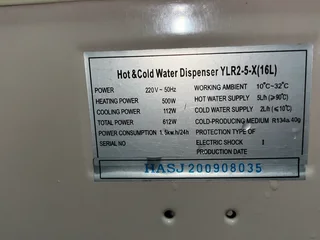 Hot &Cold Water Dispenser YLR2-5-X(16L)
POWER 220V~50Hz WORKING AMBIENT 10°C~32°C
HEATING POWER 500W HOT WATER SUPPLY 5L/h(≥90°C)
COOLING POWER 112W COLD WATER SUPPLY 2L/h(≤10°C)
TOTAL POWER 612W COLD-PRODUCING MEDIUM R134a 40g
POWER CONSUMPTION 1.5kw.h/24h PROTECTION TYPE OF
SERIAL NO ELECTRIC SHOCK I
PRODUCTION DATE
HASJ 200908035